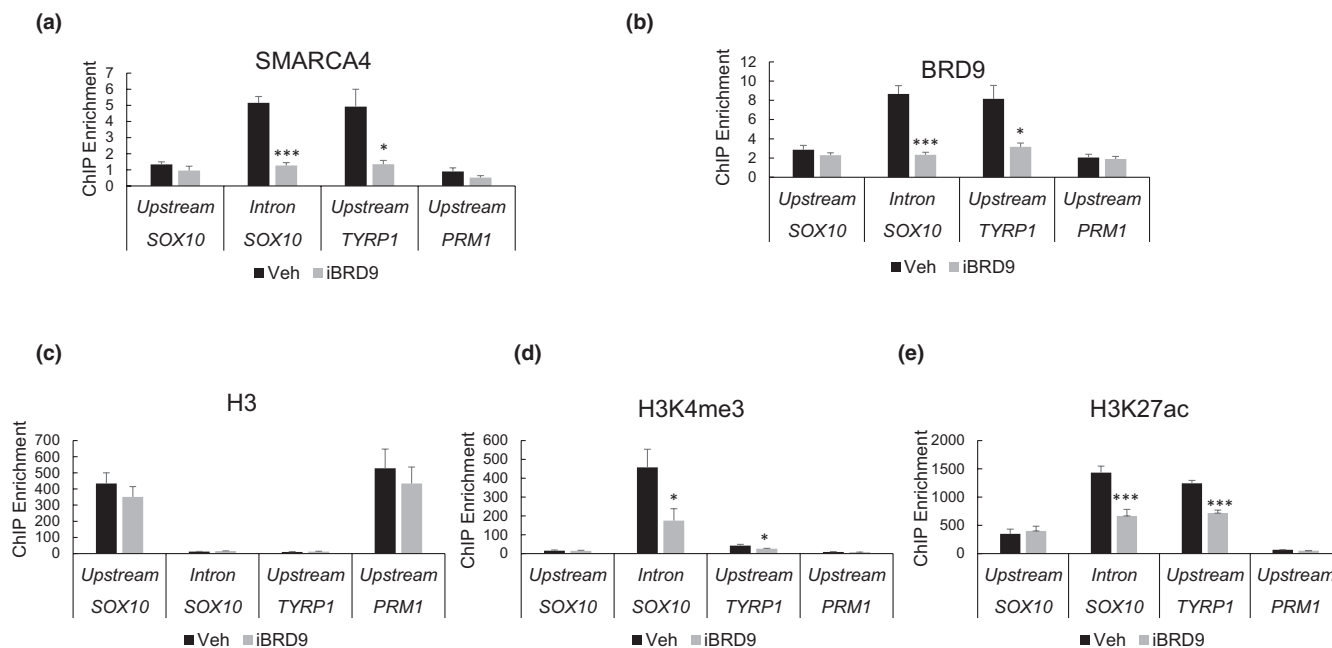 (a)
SMARCA4
ChIP Enrichment
7
6
5
4
3
2
1
0
***
*
Upstream Intron Upstream Upstream
SOX10 SOX10 TYRP1 PRM1
Veh iBRD9
(b)
BRD9
ChIP Enrichment
12
10
8
6
4
2
0
***
*
Upstream Intron Upstream Upstream
SOX10 SOX10 TYRP1 PRM1
Veh iBRD9
(c)
H3
ChIP Enrichment
700
600
500
400
300
200
100
0
Upstream Intron Upstream Upstream
SOX10 SOX10 TYRP1 PRM1
Veh iBRD9
(d)
H3K4me3
ChIP Enrichment
600
500
400
300
200
100
0
*
*
Upstream Intron Upstream Upstream
SOX10 SOX10 TYRP1 PRM1
Veh iBRD9
(e)
H3K27ac
ChIP Enrichment
2000
1500
1000
500
0
***
***
Upstream Intron Upstream Upstream
SOX10 SOX10 TYRP1 PRM1
Veh iBRD9